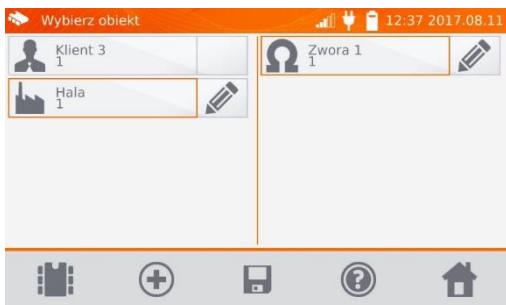 Wybierz obiekt
12:37 2017.08.11
Klient 3
1
Hala
1
Zwora 1
1